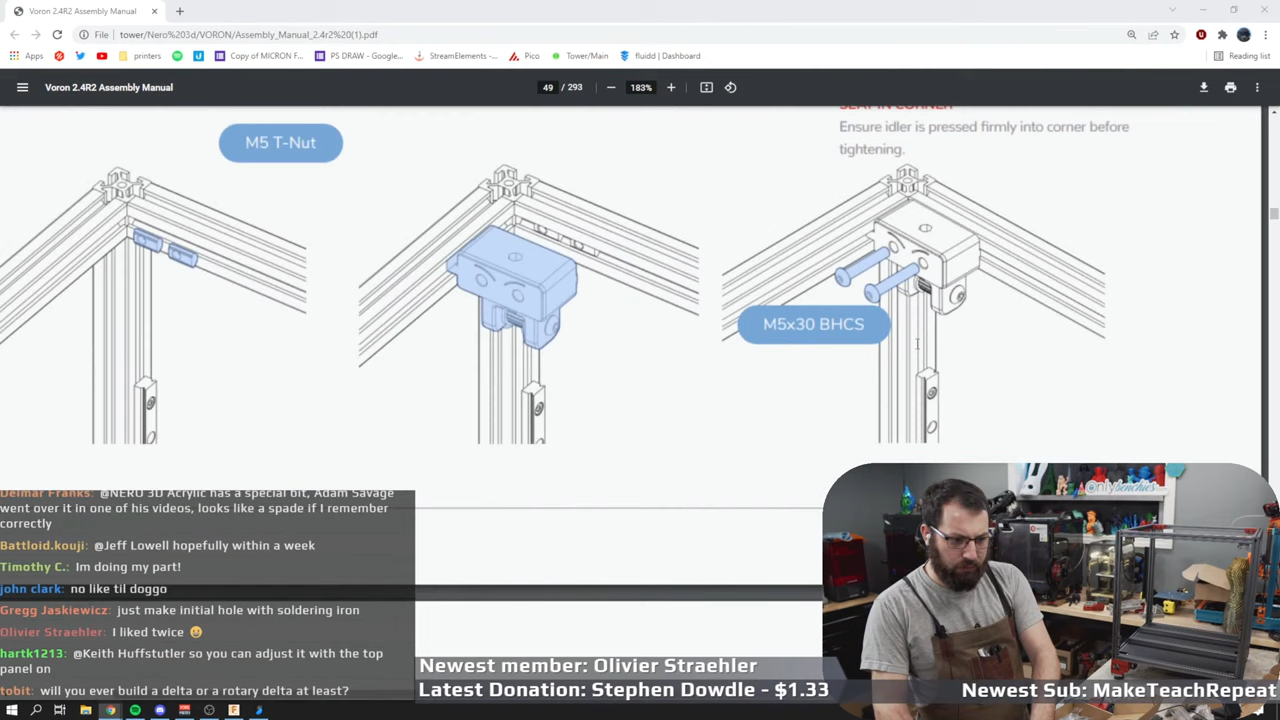 Voron 2.4R2 Assembly Manual
File
tower/Nero%203d/VORON/Assembly_Manual_2.4r2%20(1).pdf
Apps
printers
Copy of MICRON F...
PS DRAW - Google...
StreamElements -...
Pico
Tower/Main
fluidd | Dashboard
Reading list
Voron 2.4R2 Assembly Manual
49 / 293
183%
SEAT IN CORNER
Ensure idler is pressed firmly into corner before
tightening.
M5 T-Nut
M5x30 BHCS
Delmar Franks: @NERO 3D Acrylic has a special bit, Adam Savage
went over it in one of his videos, looks like a spade if I remember
correctly
Battloid.kouji: @Jeff Lowell hopefully within a week
Timothy C.: Im doing my part!
john clark: no like til doggo
Gregg Jaskiewicz: just make initial hole with soldering iron
Olivier Straehler: I liked twice
hartk1213: @Keith Huffstutler so you can adjust it with the top
panel on
tobit: will you ever build a delta or a rotary delta at least?
@onlybenchies
Newest member: Olivier Straehler
Latest Donation: Stephen Dowdle - $1.33
Newest Sub: MakeTeachRepeat